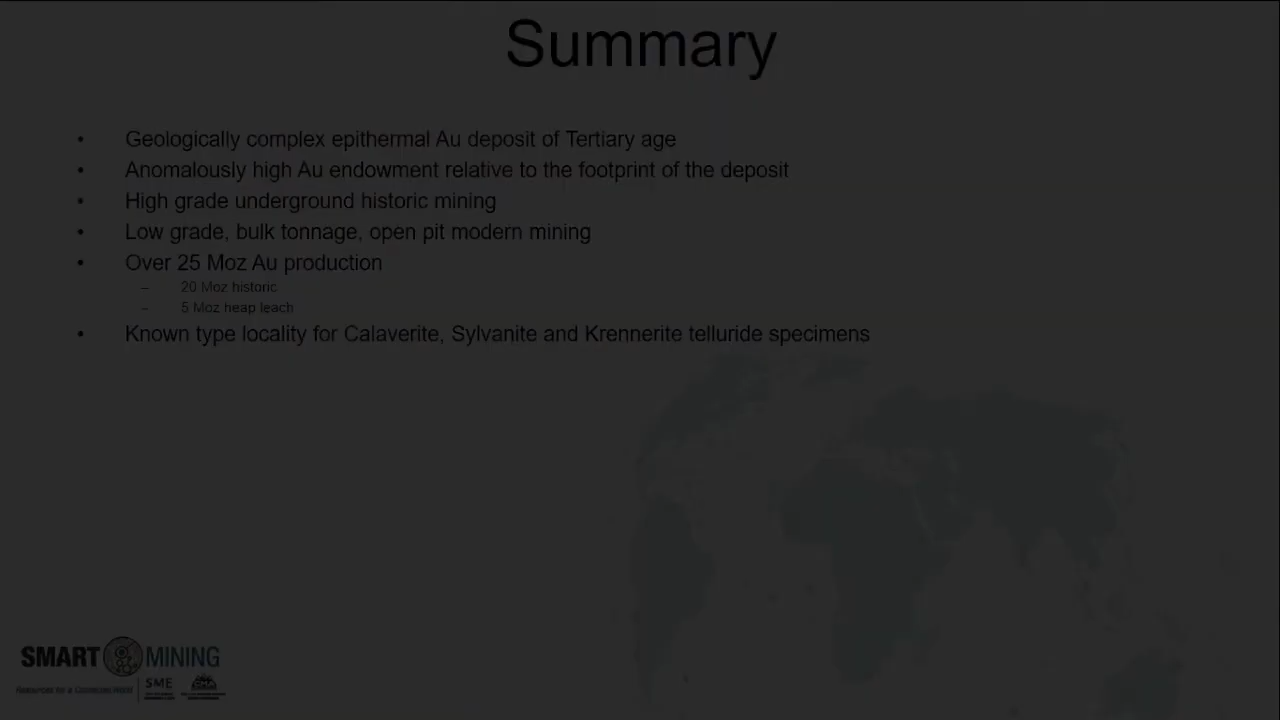 Summary
• Geologically complex epithermal Au deposit of Tertiary age
• Anomalously high Au endowment relative to the footprint of the deposit
• High grade underground historic mining
• Low grade, bulk tonnage, open pit modern mining
• Over 25 Moz Au production
– 20 Moz historic
– 5 Moz heap leach
• Known type locality for Calaverite, Sylvanite and Krennerite telluride specimens
SMART MINING
SME
CMA